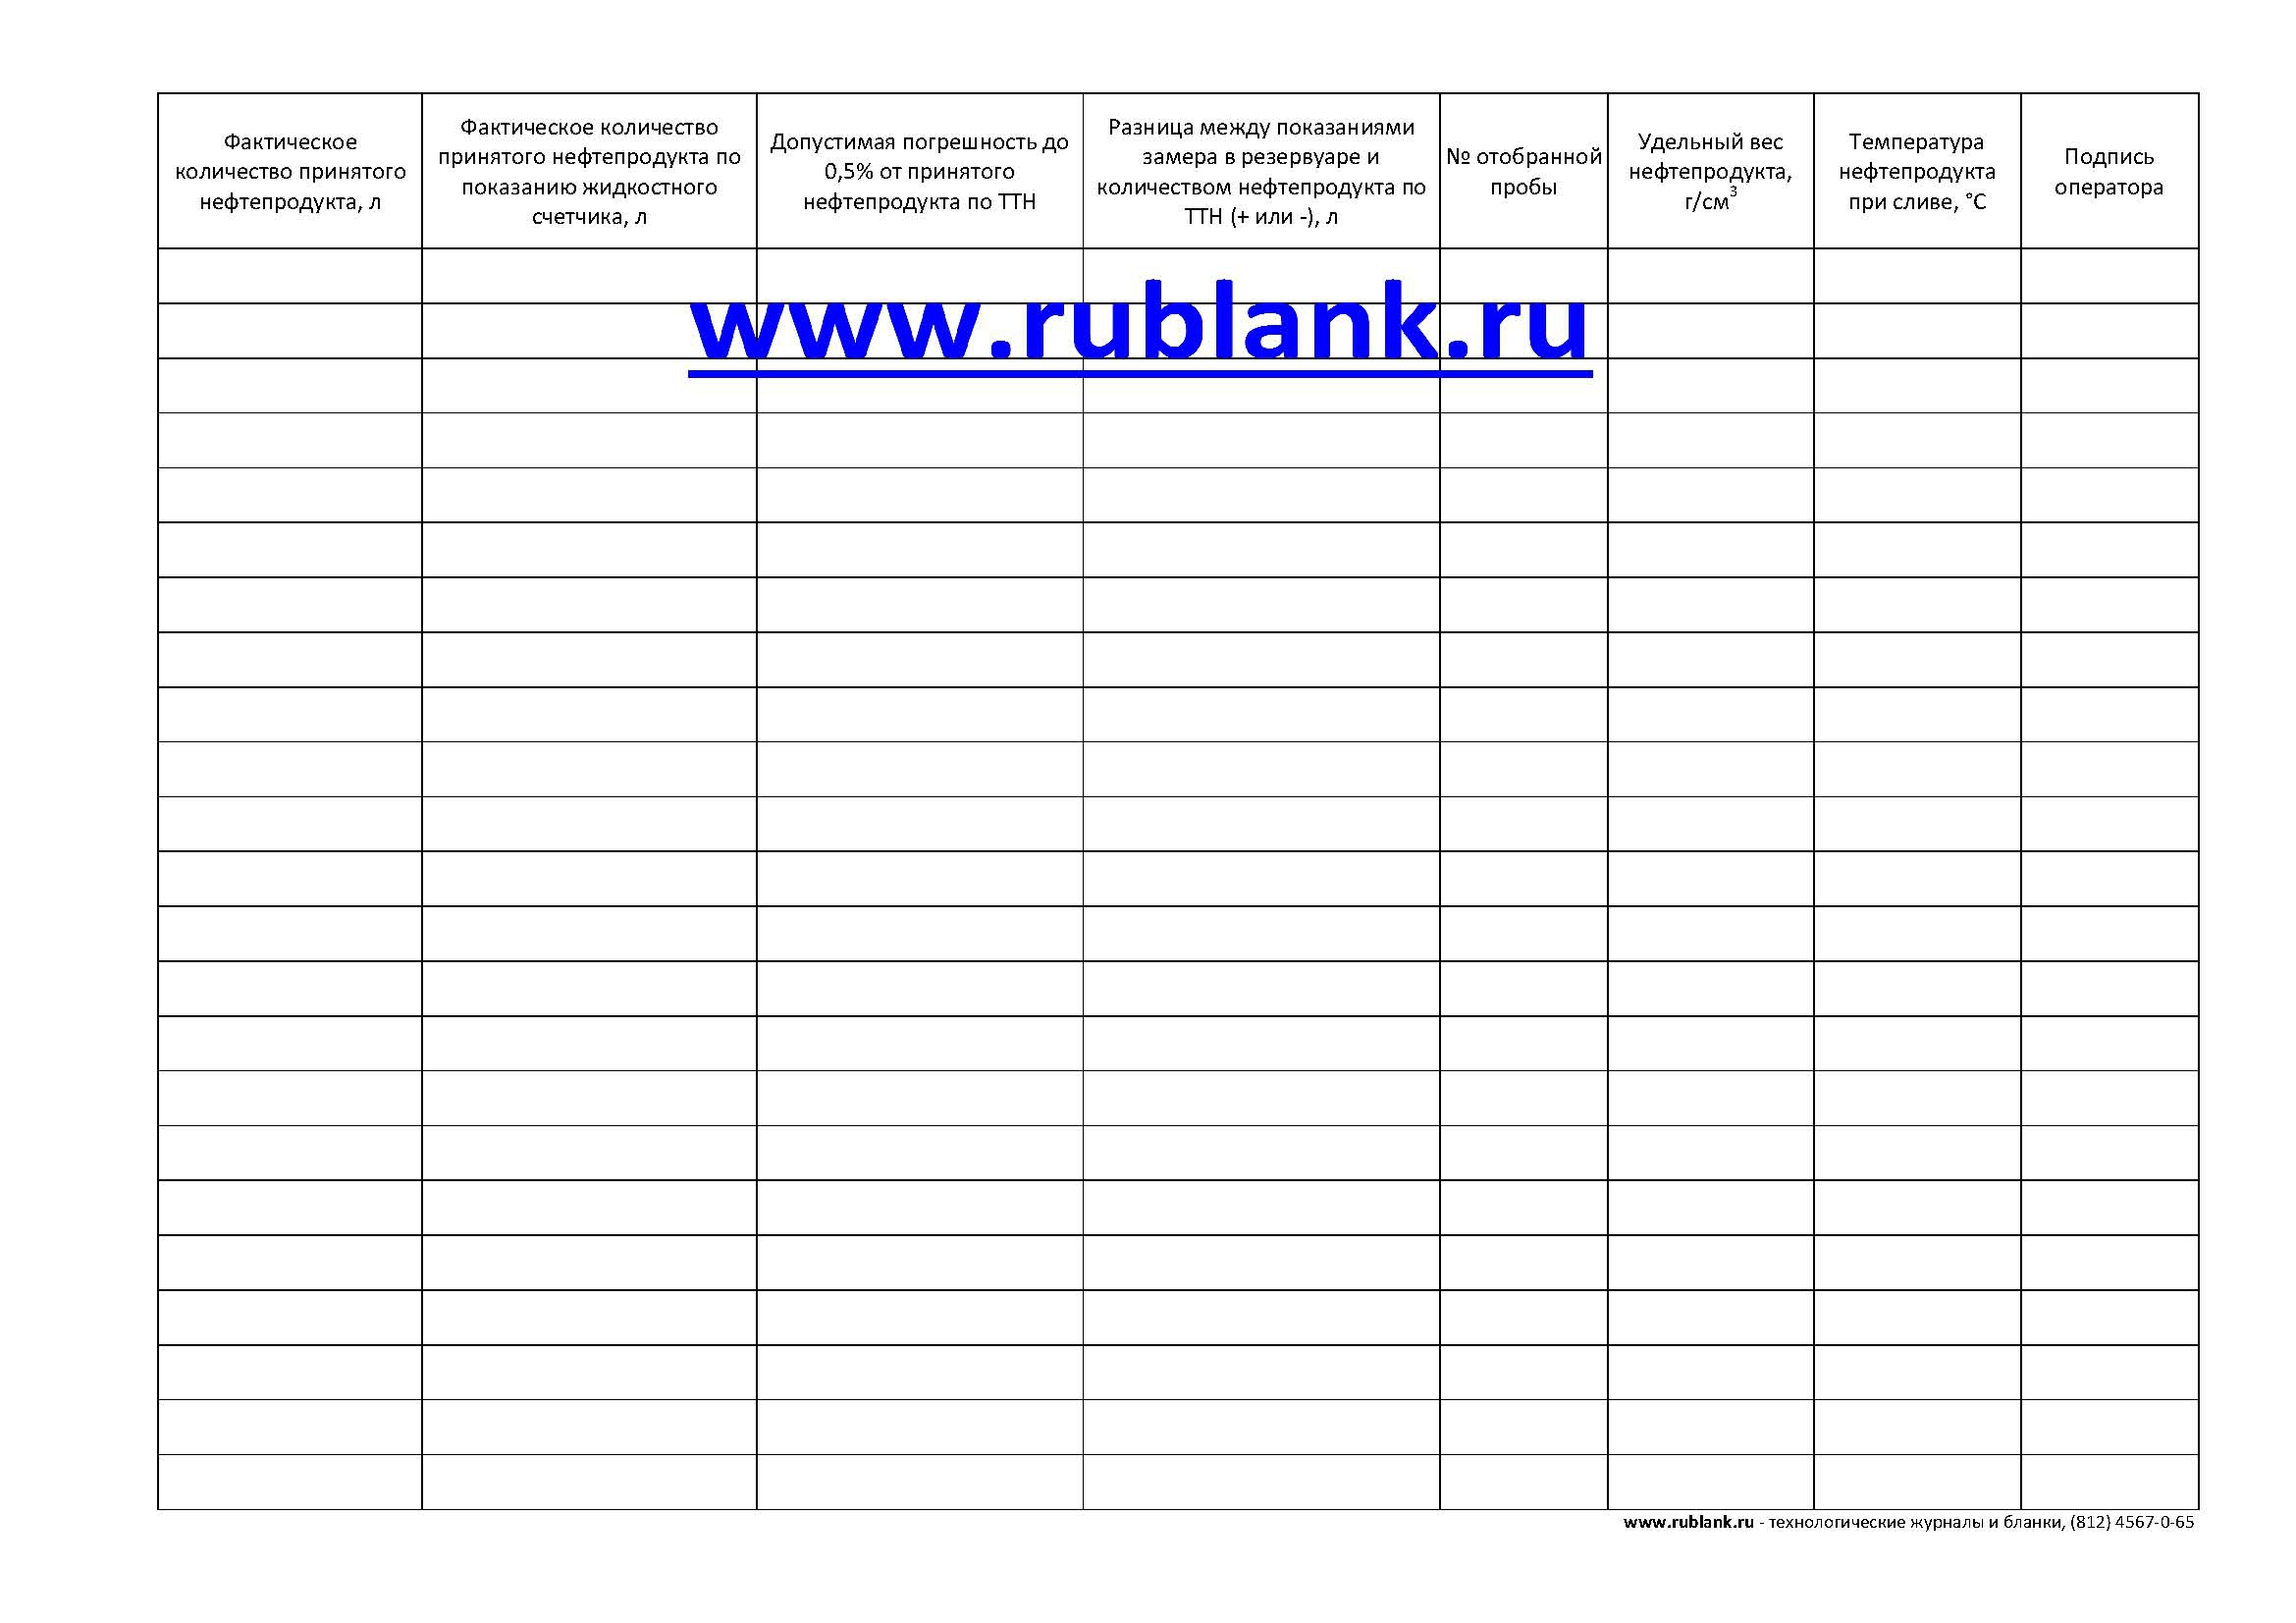 Фактическое
количество принятого
нефтепродукта, л
Фактическое количество
принятого нефтепродукта по
показанию жидкостного
счетчика, л
Допустимая погрешность до
0,5% от принятого
нефтепродукта по ТТН
Разница между показаниями
замера в резервуаре и
количеством нефтепродукта по
ТТН (+ или -), л
№ отобранной
пробы
Удельный вес
нефтепродукта,
г/см³
Температура
нефтепродукта
при сливе, °С
Подпись
оператора
www.rublank.ru
www.rublank.ru - технологические журналы и бланки, (812) 4567-0-65